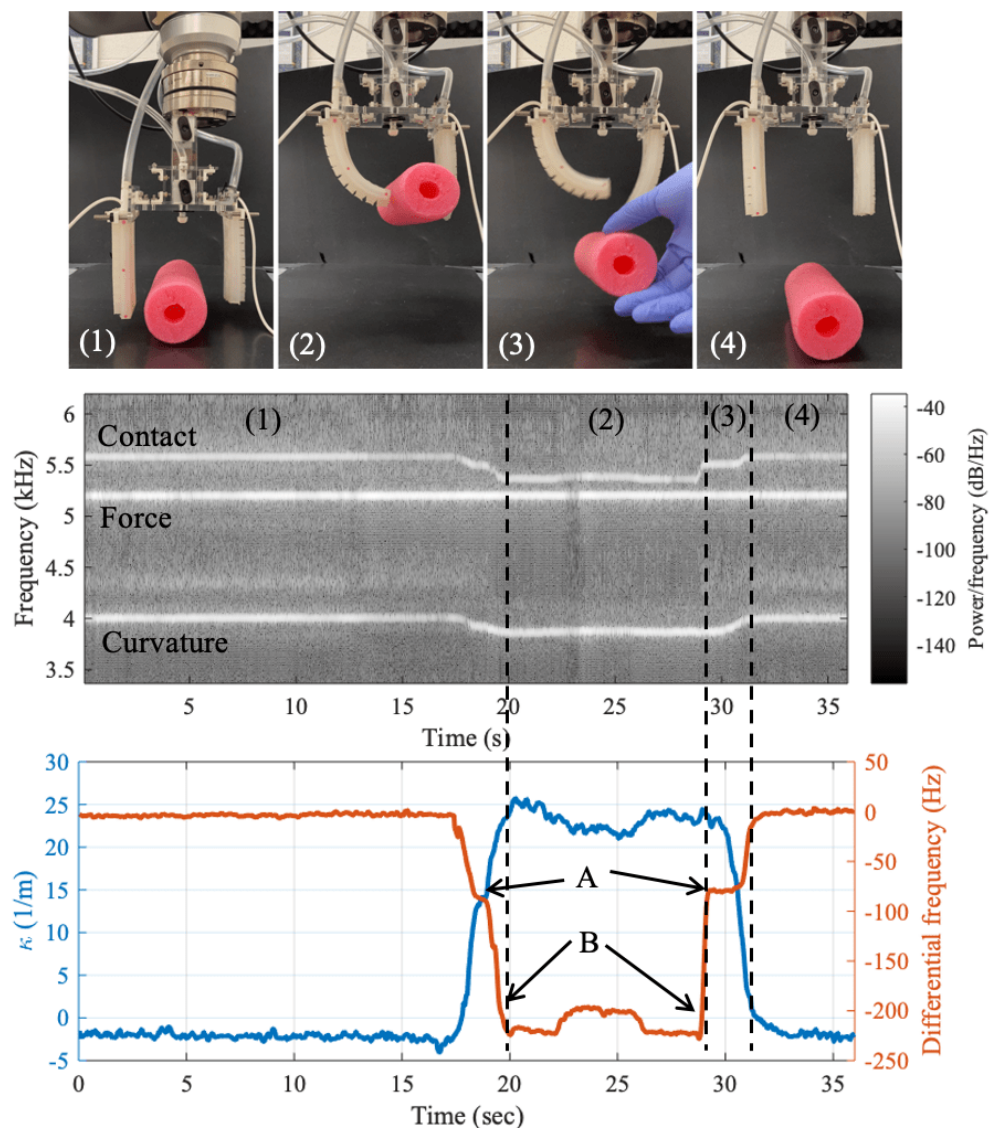 (1) (2) (3) (4)
6
5.5
5
4.5
4
3.5
Frequency (kHz)
Contact
Force
Curvature
(1) (2) (3) (4)
-40
-60
-80
-100
-120
-140
Power/frequency (dB/Hz)
5 10 15 20 25 30 35
Time (s)
30
25
20
15
10
5
0
-5
κ (1/m)
A
B
50
0
-50
-100
-150
-200
-250
Differential frequency (Hz)
0 5 10 15 20 25 30 35
Time (sec)